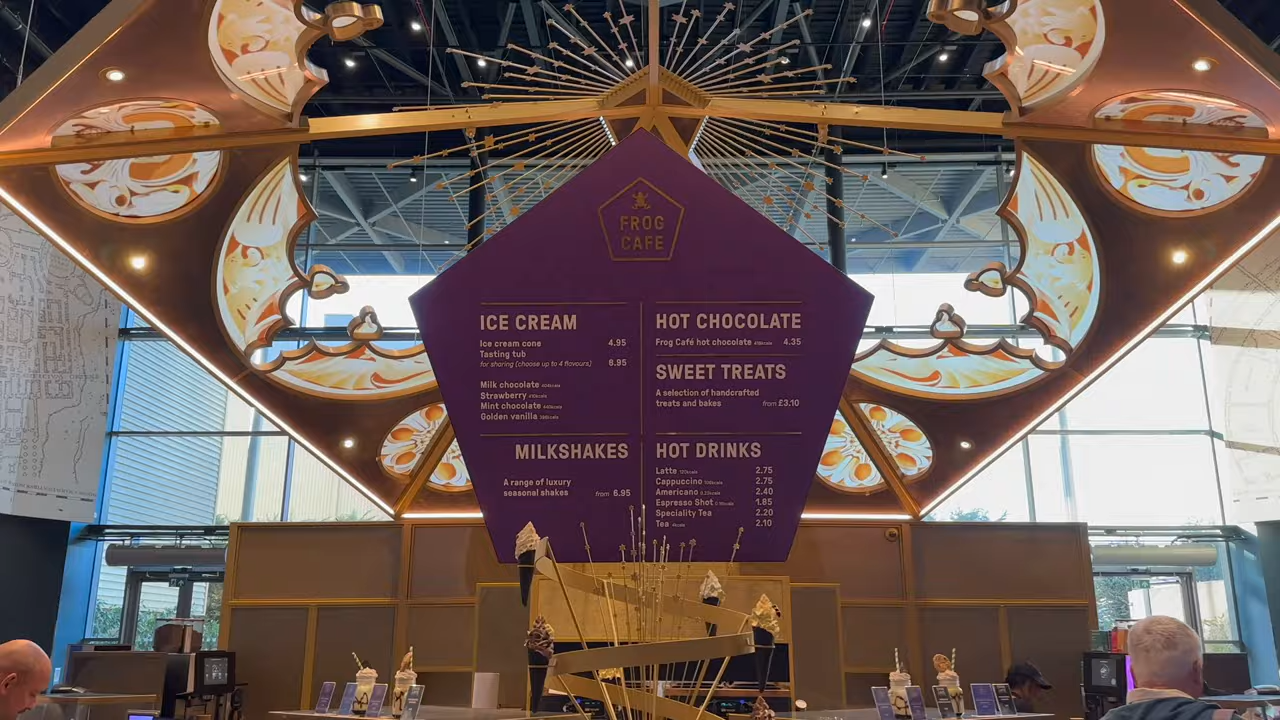 FROG
CAFE
ICE CREAM
Ice cream cone 4.95
Tasting tub
for sharing (choose up to 4 flavours) 8.95
Milk chocolate
Strawberry
Mint chocolate
Golden vanilla
MILKSHAKES
A range of luxury
seasonal shakes from 6.95
HOT CHOCOLATE
Frog Café hot chocolate 4.35
SWEET TREATS
A selection of handcrafted
treats and bakes from £3.10
HOT DRINKS
Latte 2.75
Cappuccino 2.75
Americano 2.40
Espresso Shot 1.85
Speciality Tea 2.20
Tea 2.10